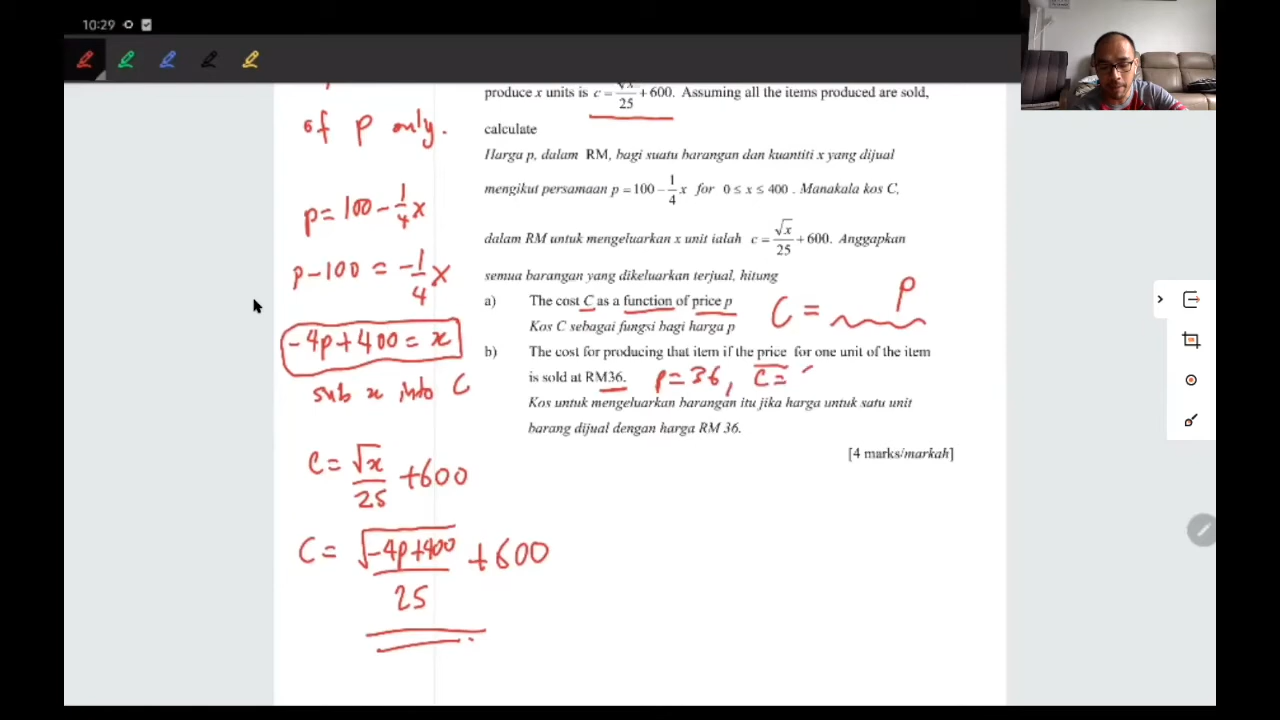 10:29
of p only.
p=100-1/4x
p-100=-1/4x
-4p+400=x
sub x into C
C=√x/25+600
C=√-4p+400/25+600
produce x units is c=√x/25+600. Assuming all the items produced are sold,
calculate
Harga p, dalam RM, bagi suatu barangan dan kuantiti x yang dijual
mengikut persamaan p=100-1/4x for 0≤x≤400. Manakala kos C,
dalam RM untuk mengeluarkan x unit ialah c=√x/25+600. Anggapkan
semua barangan yang dikeluarkan terjual, hitung
a) The cost C as a function of price p C= p
Kos C sebagai fungsi bagi harga p
b) The cost for producing that item if the price for one unit of the item
is sold at RM36. p=36, C=
Kos untuk mengeluarkan barangan itu jika harga untuk satu unit
barang dijual dengan harga RM 36.
[4 marks/markah]